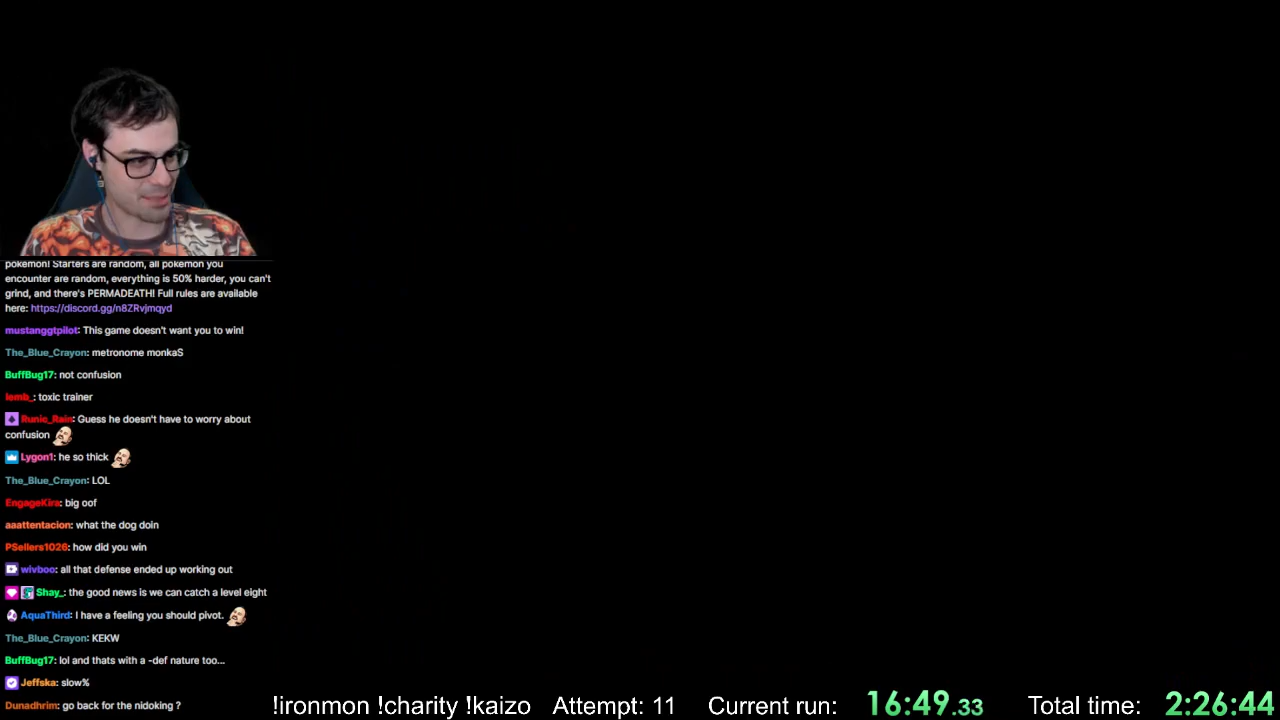 pokemon! Starters are random, all pokemon you
encounter are random, everything is 50% harder, you can't
grind, and there's PERMADEATH! Full rules are available
here: https://discord.gg/n8ZRvjmqyd
mustanggtpilot: This game doesn't want you to win!
The_Blue_Crayon: metronome monkaS
BuffBug17: not confusion
lemb_: toxic trainer
Runic_Rain: Guess he doesn't have to worry about
confusion
Lygon1: he so thick
The_Blue_Crayon: LOL
EngageKira: big oof
aaattentacion: what the dog doin
PSellers1026: how did you win
wivboo: all that defense ended up working out
Shay_: the good news is we can catch a level eight
AquaThird: I have a feeling you should pivot.
The_Blue_Crayon: KEKW
BuffBug17: lol and thats with a -def nature too...
Jeffska: slow%
Dunadhrim: go back for the nidoking ?
!ironmon !charity !kaizo Attempt: 11 Current run: 16:49.33 Total time: 2:26:44